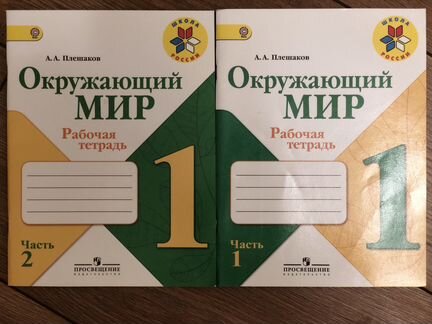 ШКОЛА
РОССИИ
А. А. Плешаков
Окружающий
МИР
Рабочая
тетрадь
1
Часть
2
ПРОСВЕЩЕНИЕ
ШКОЛА
РОССИИ
А. А. Плешаков
Окружающий
МИР
Рабочая
тетрадь
1
Часть
1
ПРОСВЕЩЕНИЕ